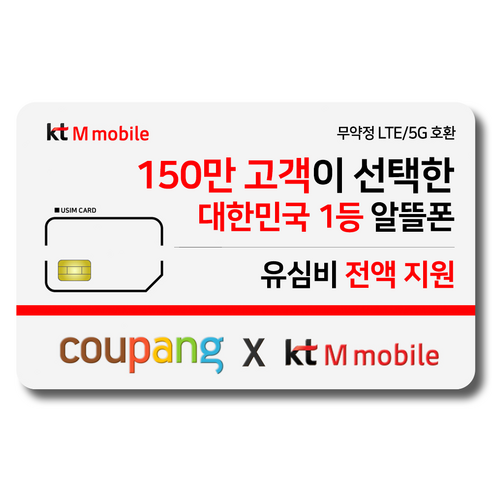 kt M mobile
무약정 LTE/5G 호환
150만 고객이 선택한
대한민국 1등 알뜰폰
■USIM CARD
유심비 전액 지원
coupang X kt M mobile